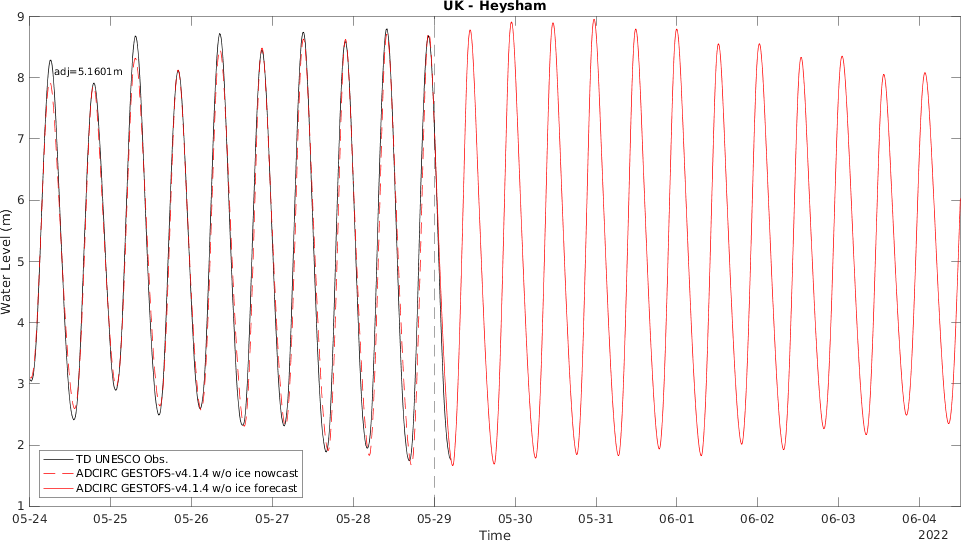 UK - Heysham
9
8
7
6
5
4
3
2
1
Water Level (m)
adj=5.1601m
TD UNESCO Obs.
ADCIRC GESTOFS-v4.1.4 w/o ice nowcast
ADCIRC GESTOFS-v4.1.4 w/o ice forecast
05-24 05-25 05-26 05-27 05-28 05-29 05-30 05-31 06-01 06-02 06-03 06-04
Time
2022